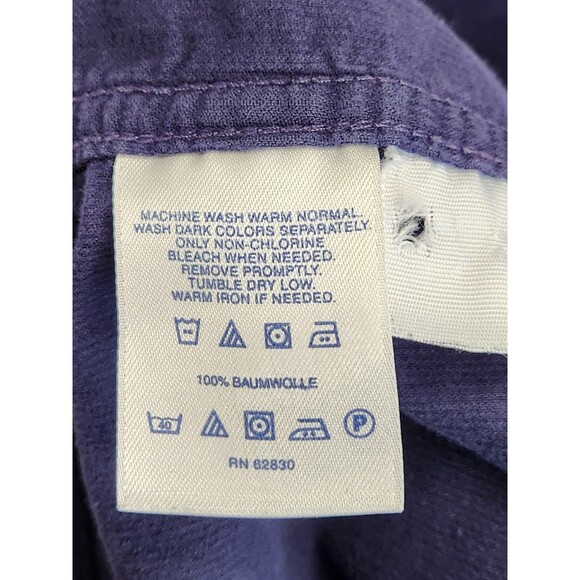 MACHINE WASH WARM NORMAL.
WASH DARK COLORS SEPARATELY.
ONLY NON-CHLORINE
BLEACH WHEN NEEDED.
REMOVE PROMPTLY.
TUMBLE DRY LOW.
WARM IRON IF NEEDED.
100% BAUMWOLLE
40 P
RN 62830